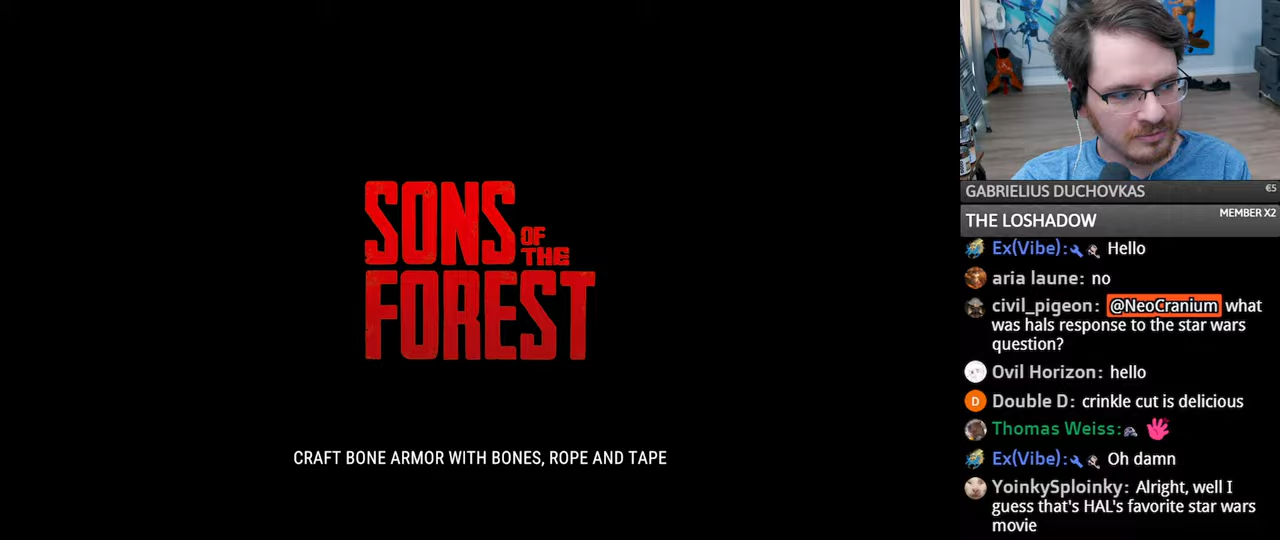 SONS OF THE
FOREST
CRAFT BONE ARMOR WITH BONES, ROPE AND TAPE
GABRIELIUS DUCHOVKAS €5
THE LOSHADOW MEMBER X2
Ex(Vibe): Hello
aria laune: no
civil_pigeon: @NeoCranium what
was hals response to the star wars
question?
Ovil Horizon: hello
D Double D: crinkle cut is delicious
Thomas Weiss:
Ex(Vibe): Oh damn
YoinkySploinky: Alright, well I
guess that's HAL's favorite star wars
movie